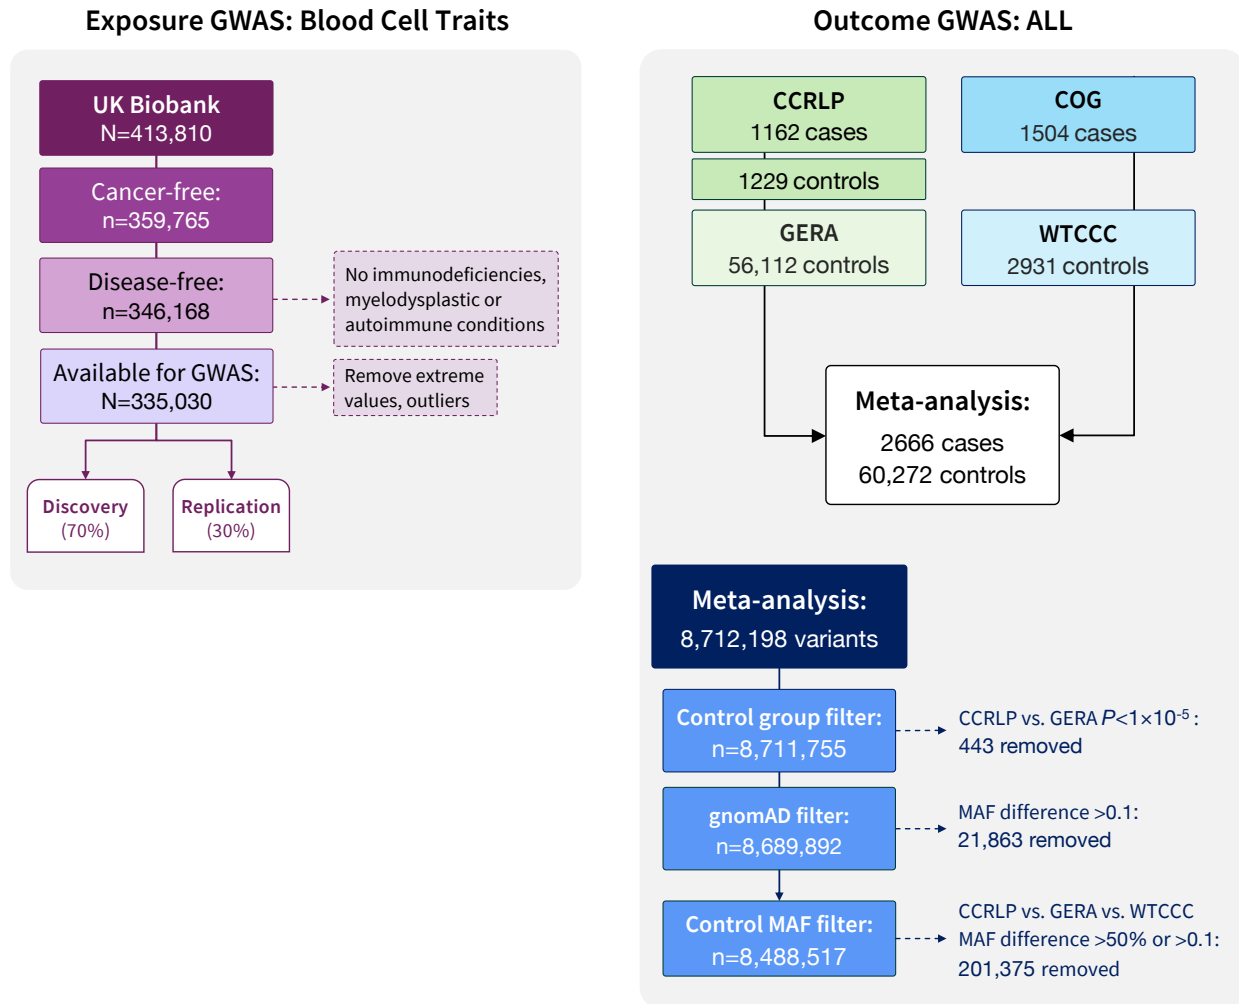 Exposure GWAS: Blood Cell Traits
UK Biobank
N=413,810
Cancer-free:
n=359,765
Disease-free:
n=346,168
No immunodeficiencies,
myelodysplastic or
autoimmune conditions
Available for GWAS:
N=335,030
Remove extreme
values, outliers
Discovery
(70%)
Replication
(30%)
Outcome GWAS: ALL
CCRLP
1162 cases
1229 controls
GERA
56,112 controls
COG
1504 cases
WTCCC
2931 controls
Meta-analysis:
2666 cases
60,272 controls
Meta-analysis:
8,712,198 variants
Control group filter:
n=8,711,755
CCRLP vs. GERA P<1×10⁻⁵ :
443 removed
gnomAD filter:
n=8,689,892
MAF difference >0.1:
21,863 removed
Control MAF filter:
n=8,488,517
CCRLP vs. GERA vs. WTCCC
MAF difference >50% or >0.1:
201,375 removed